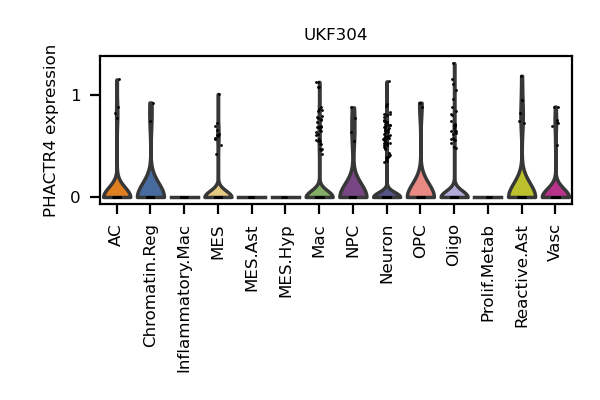 UKF304
PHACTR4 expression
1
0
AC
Chromatin.Reg
Inflammatory.Mac
MES
MES.Ast
MES.Hyp
Mac
NPC
Neuron
OPC
Oligo
Prolif.Metab
Reactive.Ast
Vasc